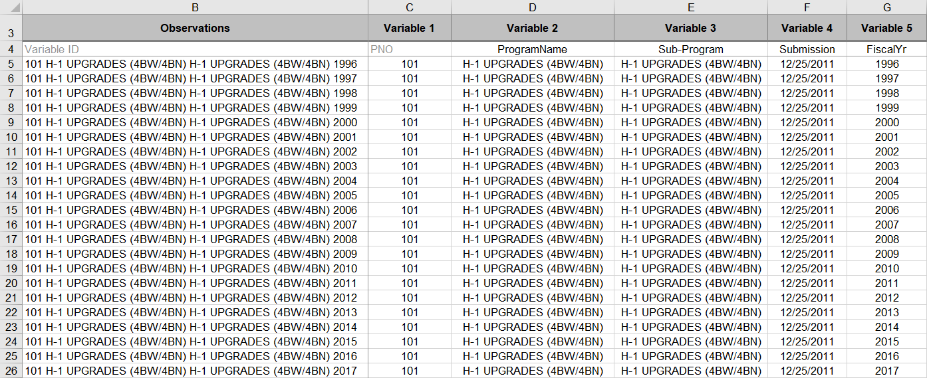 B C D E F G
3 Observations Variable 1 Variable 2 Variable 3 Variable 4 Variable 5
4 Variable ID PNO ProgramName Sub-Program Submission FiscalYr
5 101 H-1 UPGRADES (4BW/4BN) H-1 UPGRADES (4BW/4BN) 1996 101 H-1 UPGRADES (4BW/4BN) H-1 UPGRADES (4BW/4BN) 12/25/2011 1996
6 101 H-1 UPGRADES (4BW/4BN) H-1 UPGRADES (4BW/4BN) 1997 101 H-1 UPGRADES (4BW/4BN) H-1 UPGRADES (4BW/4BN) 12/25/2011 1997
7 101 H-1 UPGRADES (4BW/4BN) H-1 UPGRADES (4BW/4BN) 1998 101 H-1 UPGRADES (4BW/4BN) H-1 UPGRADES (4BW/4BN) 12/25/2011 1998
8 101 H-1 UPGRADES (4BW/4BN) H-1 UPGRADES (4BW/4BN) 1999 101 H-1 UPGRADES (4BW/4BN) H-1 UPGRADES (4BW/4BN) 12/25/2011 1999
9 101 H-1 UPGRADES (4BW/4BN) H-1 UPGRADES (4BW/4BN) 2000 101 H-1 UPGRADES (4BW/4BN) H-1 UPGRADES (4BW/4BN) 12/25/2011 2000
10 101 H-1 UPGRADES (4BW/4BN) H-1 UPGRADES (4BW/4BN) 2001 101 H-1 UPGRADES (4BW/4BN) H-1 UPGRADES (4BW/4BN) 12/25/2011 2001
11 101 H-1 UPGRADES (4BW/4BN) H-1 UPGRADES (4BW/4BN) 2002 101 H-1 UPGRADES (4BW/4BN) H-1 UPGRADES (4BW/4BN) 12/25/2011 2002
12 101 H-1 UPGRADES (4BW/4BN) H-1 UPGRADES (4BW/4BN) 2003 101 H-1 UPGRADES (4BW/4BN) H-1 UPGRADES (4BW/4BN) 12/25/2011 2003
13 101 H-1 UPGRADES (4BW/4BN) H-1 UPGRADES (4BW/4BN) 2004 101 H-1 UPGRADES (4BW/4BN) H-1 UPGRADES (4BW/4BN) 12/25/2011 2004
14 101 H-1 UPGRADES (4BW/4BN) H-1 UPGRADES (4BW/4BN) 2005 101 H-1 UPGRADES (4BW/4BN) H-1 UPGRADES (4BW/4BN) 12/25/2011 2005
15 101 H-1 UPGRADES (4BW/4BN) H-1 UPGRADES (4BW/4BN) 2006 101 H-1 UPGRADES (4BW/4BN) H-1 UPGRADES (4BW/4BN) 12/25/2011 2006
16 101 H-1 UPGRADES (4BW/4BN) H-1 UPGRADES (4BW/4BN) 2007 101 H-1 UPGRADES (4BW/4BN) H-1 UPGRADES (4BW/4BN) 12/25/2011 2007
17 101 H-1 UPGRADES (4BW/4BN) H-1 UPGRADES (4BW/4BN) 2008 101 H-1 UPGRADES (4BW/4BN) H-1 UPGRADES (4BW/4BN) 12/25/2011 2008
18 101 H-1 UPGRADES (4BW/4BN) H-1 UPGRADES (4BW/4BN) 2009 101 H-1 UPGRADES (4BW/4BN) H-1 UPGRADES (4BW/4BN) 12/25/2011 2009
19 101 H-1 UPGRADES (4BW/4BN) H-1 UPGRADES (4BW/4BN) 2010 101 H-1 UPGRADES (4BW/4BN) H-1 UPGRADES (4BW/4BN) 12/25/2011 2010
20 101 H-1 UPGRADES (4BW/4BN) H-1 UPGRADES (4BW/4BN) 2011 101 H-1 UPGRADES (4BW/4BN) H-1 UPGRADES (4BW/4BN) 12/25/2011 2011
21 101 H-1 UPGRADES (4BW/4BN) H-1 UPGRADES (4BW/4BN) 2012 101 H-1 UPGRADES (4BW/4BN) H-1 UPGRADES (4BW/4BN) 12/25/2011 2012
22 101 H-1 UPGRADES (4BW/4BN) H-1 UPGRADES (4BW/4BN) 2013 101 H-1 UPGRADES (4BW/4BN) H-1 UPGRADES (4BW/4BN) 12/25/2011 2013
23 101 H-1 UPGRADES (4BW/4BN) H-1 UPGRADES (4BW/4BN) 2014 101 H-1 UPGRADES (4BW/4BN) H-1 UPGRADES (4BW/4BN) 12/25/2011 2014
24 101 H-1 UPGRADES (4BW/4BN) H-1 UPGRADES (4BW/4BN) 2015 101 H-1 UPGRADES (4BW/4BN) H-1 UPGRADES (4BW/4BN) 12/25/2011 2015
25 101 H-1 UPGRADES (4BW/4BN) H-1 UPGRADES (4BW/4BN) 2016 101 H-1 UPGRADES (4BW/4BN) H-1 UPGRADES (4BW/4BN) 12/25/2011 2016
26 101 H-1 UPGRADES (4BW/4BN) H-1 UPGRADES (4BW/4BN) 2017 101 H-1 UPGRADES (4BW/4BN) H-1 UPGRADES (4BW/4BN) 12/25/2011 2017